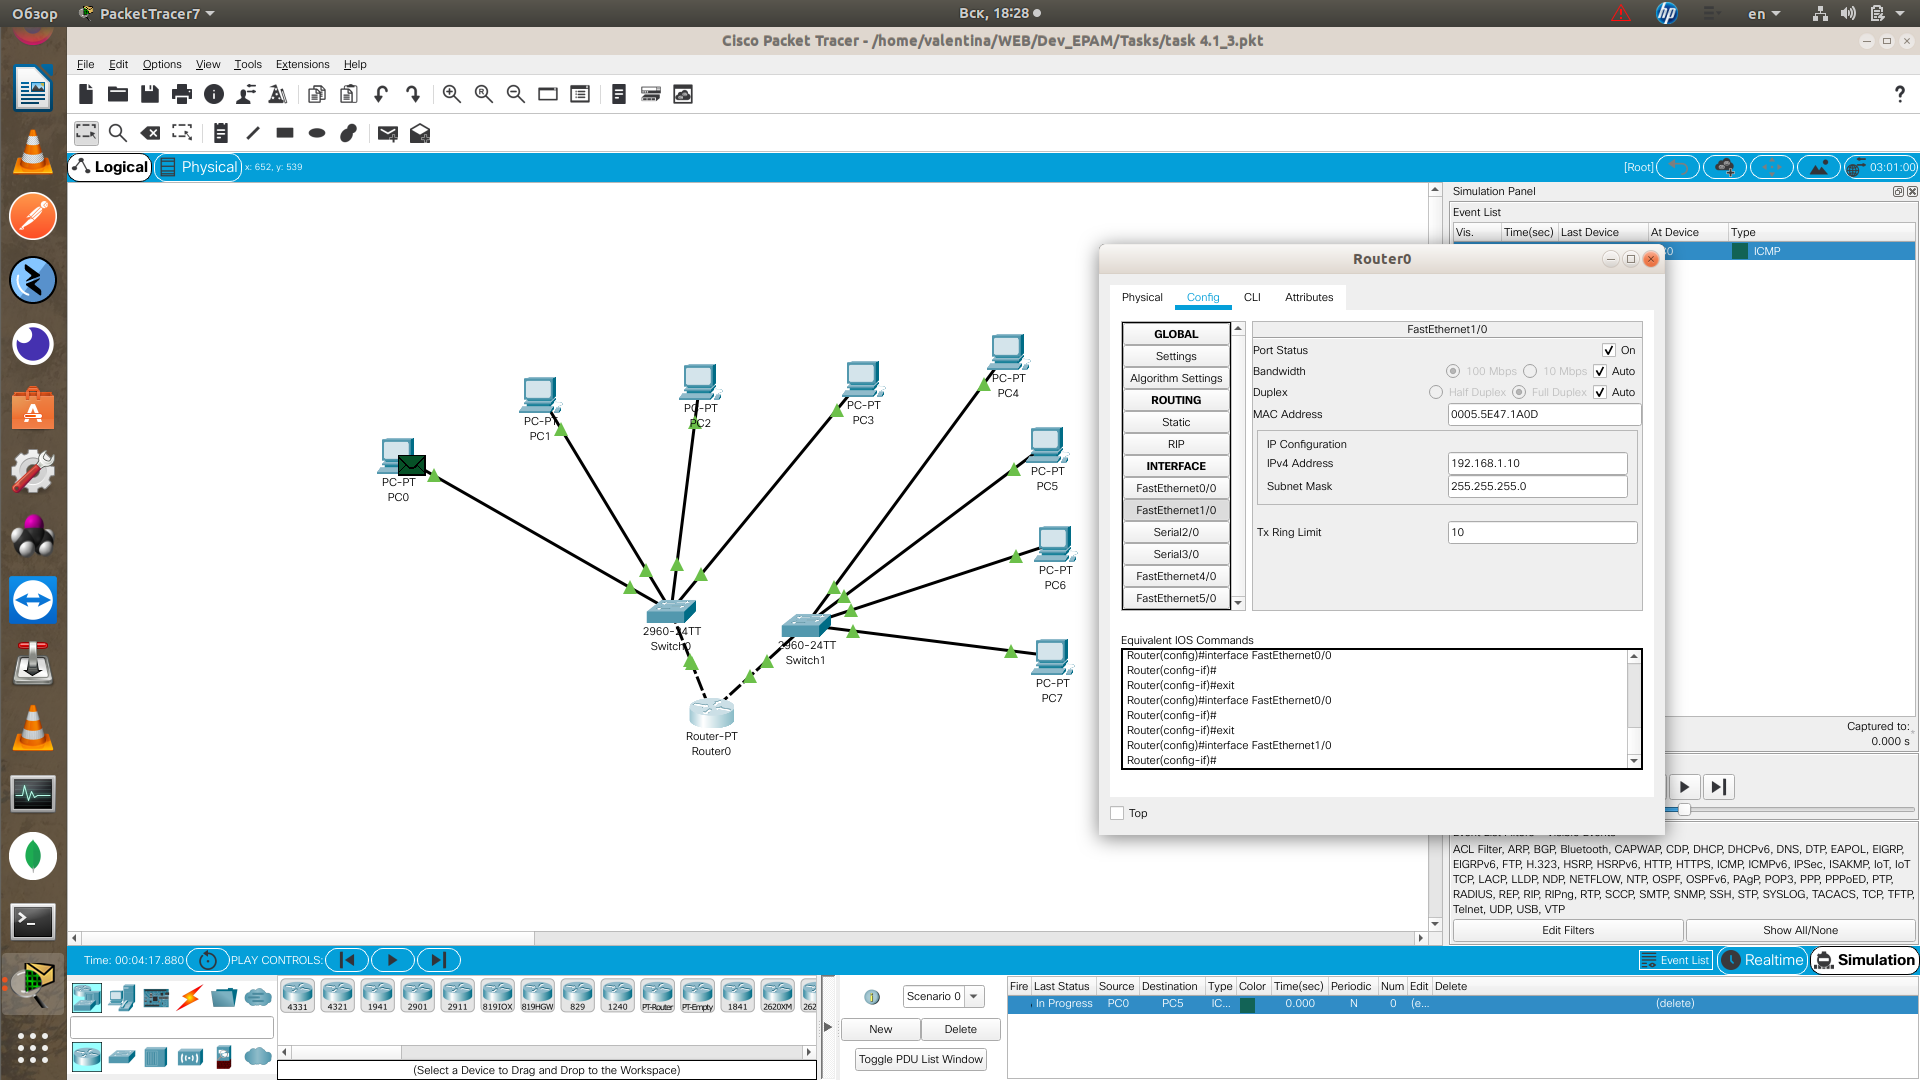 Обзор
PacketTracer7
Вск, 18:28
en
Cisco Packet Tracer - /home/valentina/WEB/Dev_EPAM/Tasks/task 4.1_3.pkt
File Edit Options View Tools Extensions Help
?
Logical
Physical
x: 652, y: 539
[Root]
03:01:00
Simulation Panel
Event List
Vis. Time(sec) Last Device At Device Type
ICMP
Router0
Physical Config CLI Attributes
GLOBAL
Settings
Algorithm Settings
ROUTING
Static
RIP
INTERFACE
FastEthernet0/0
FastEthernet1/0
Serial2/0
Serial3/0
FastEthernet4/0
FastEthernet5/0
FastEthernet1/0
Port Status On
Bandwidth 100 Mbps 10 Mbps Auto
Duplex Half Duplex Full Duplex Auto
MAC Address 0005.5E47.1A0D
IP Configuration
IPv4 Address 192.168.1.10
Subnet Mask 255.255.255.0
Tx Ring Limit 10
Equivalent IOS Commands
Router(config)#interface FastEthernet0/0
Router(config-if)#
Router(config-if)#exit
Router(config)#interface FastEthernet0/0
Router(config-if)#
Router(config-if)#exit
Router(config)#interface FastEthernet1/0
Router(config-if)#
Top
PC-PT
PC0
PC-PT
PC1
PC-PT
PC2
PC-PT
PC3
PC-PT
PC4
PC-PT
PC5
PC-PT
PC6
PC-PT
PC7
2960-24TT
Switch0
2960-24TT
Switch1
Router-PT
Router0
Captured to:
0.000 s
ACL Filter, ARP, BGP, Bluetooth, CAPWAP, CDP, DHCP, DHCPv6, DNS, DTP, EAPOL, EIGRP,
EIGRPv6, FTP, H.323, HSRP, HSRPv6, HTTP, HTTPS, ICMP, ICMPv6, IPSec, ISAKMP, IoT, IoT
TCP, LACP, LLDP, NDP, NETFLOW, NTP, OSPF, OSPFv6, PAgP, POP3, PPP, PPPoED, PTP,
RADIUS, REP, RIP, RIPng, RTP, SCCP, SMTP, SNMP, SSH, STP, SYSLOG, TACACS, TCP, TFTP,
Telnet, UDP, USB, VTP
Edit Filters
Show All/None
Time: 00:04:17.880
PLAY CONTROLS:
Event List
Realtime
Simulation
4331 4321 1941 2901 2911 819IOX 819HGW 829 1240 PT-Router PT-Empty 1841 2620XM 262
(Select a Device to Drag and Drop to the Workspace)
Scenario 0
New
Delete
Toggle PDU List Window
Fire Last Status Source Destination Type Color Time(sec) Periodic Num Edit Delete
In Progress PC0 PC5 IC... 0.000 N 0 (e... (delete)